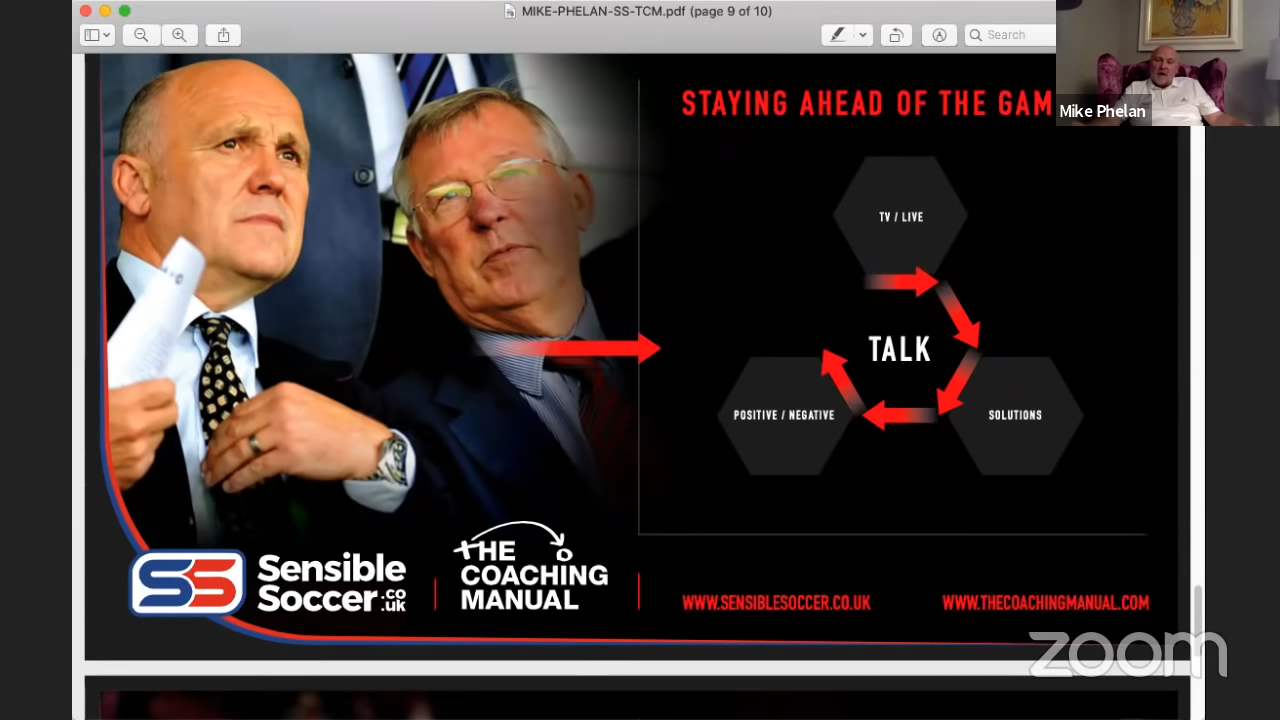 MIKE-PHELAN-SS-TCM.pdf (page 9 of 10)
Search
Mike Phelan
STAYING AHEAD OF THE GAM
TV / LIVE
TALK
POSITIVE / NEGATIVE
SOLUTIONS
SS
Sensible
Soccer.co
.uk
THE
COACHING
MANUAL
WWW.SENSIBLESOCCER.CO.UK
WWW.THECOACHINGMANUAL.COM
zoom